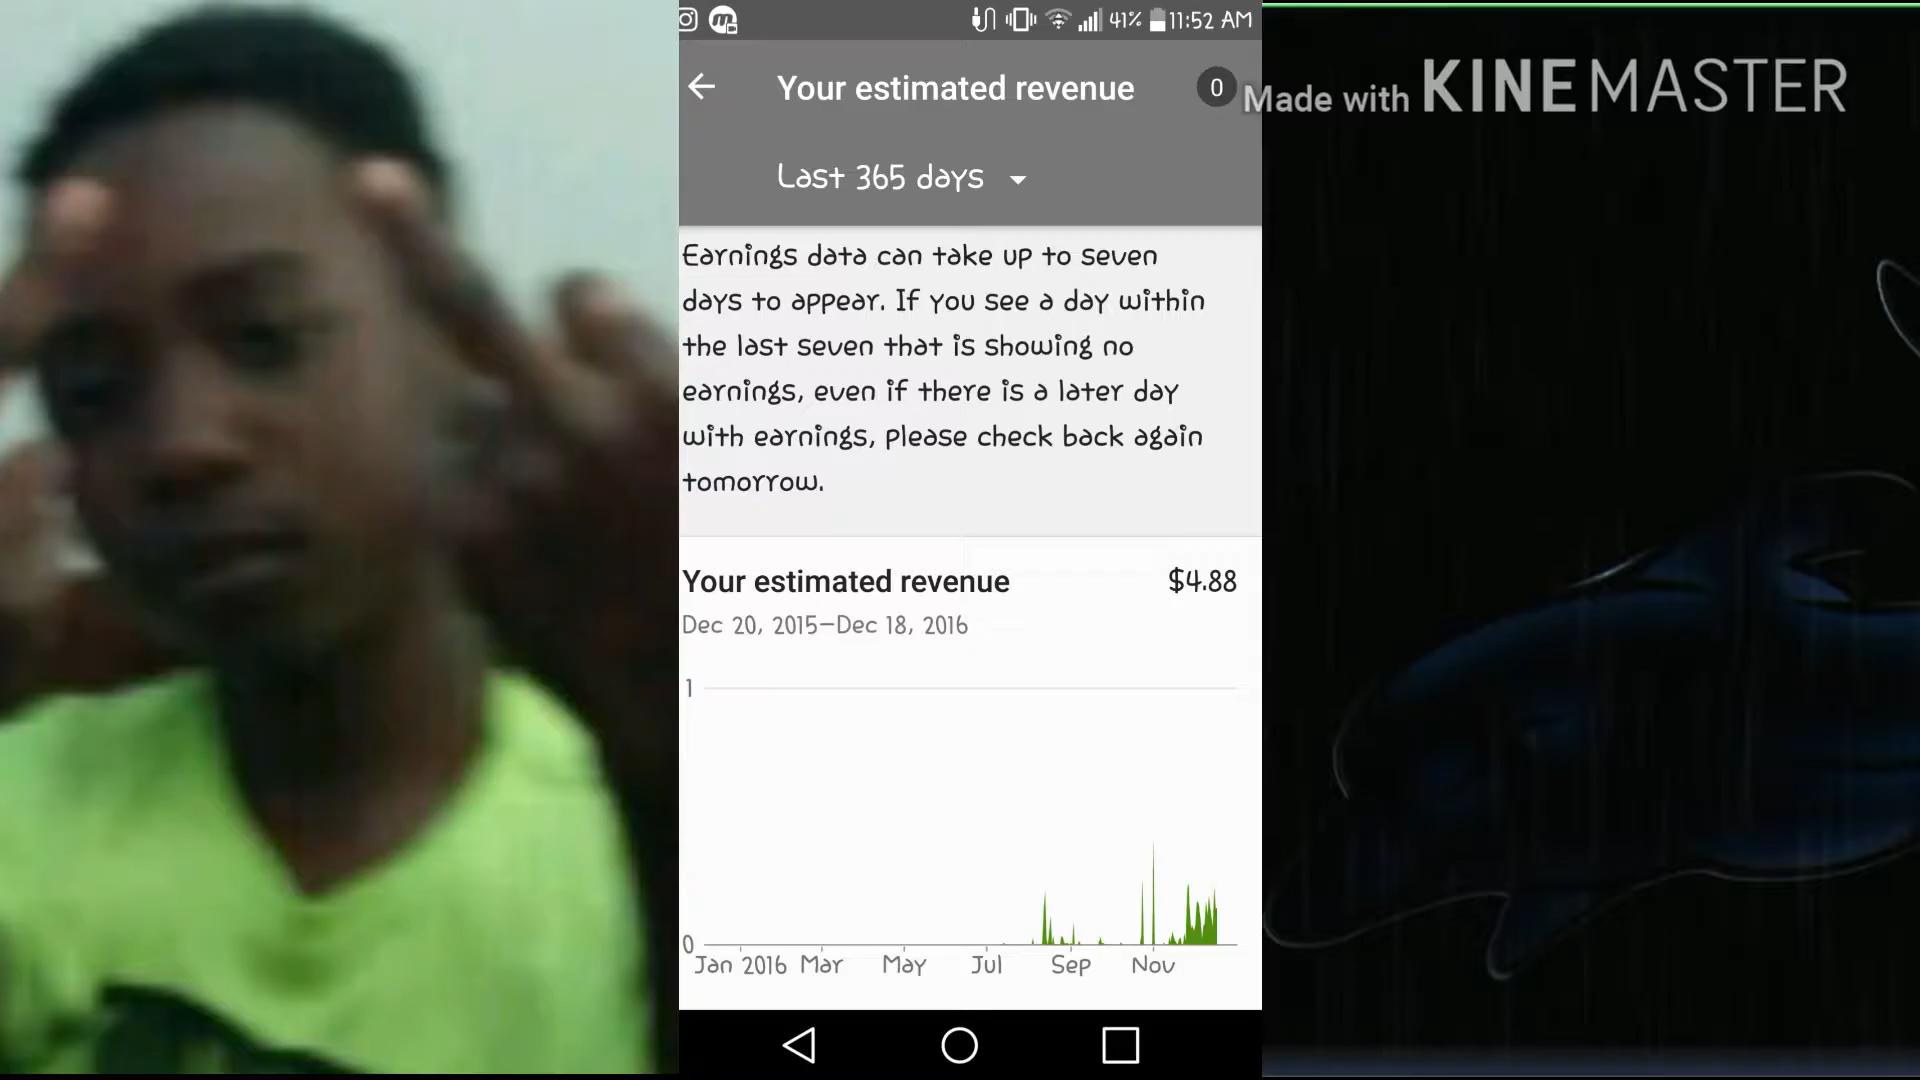 41% 11:52 AM
Your estimated revenue 0
Last 365 days
Made with KINEMASTER
Earnings data can take up to seven
days to appear. If you see a day within
the last seven that is showing no
earnings, even if there is a later day
with earnings, please check back again
tomorrow.
Your estimated revenue $4.88
Dec 20, 2015–Dec 18, 2016
1
0
Jan 2016 Mar May Jul Sep Nov